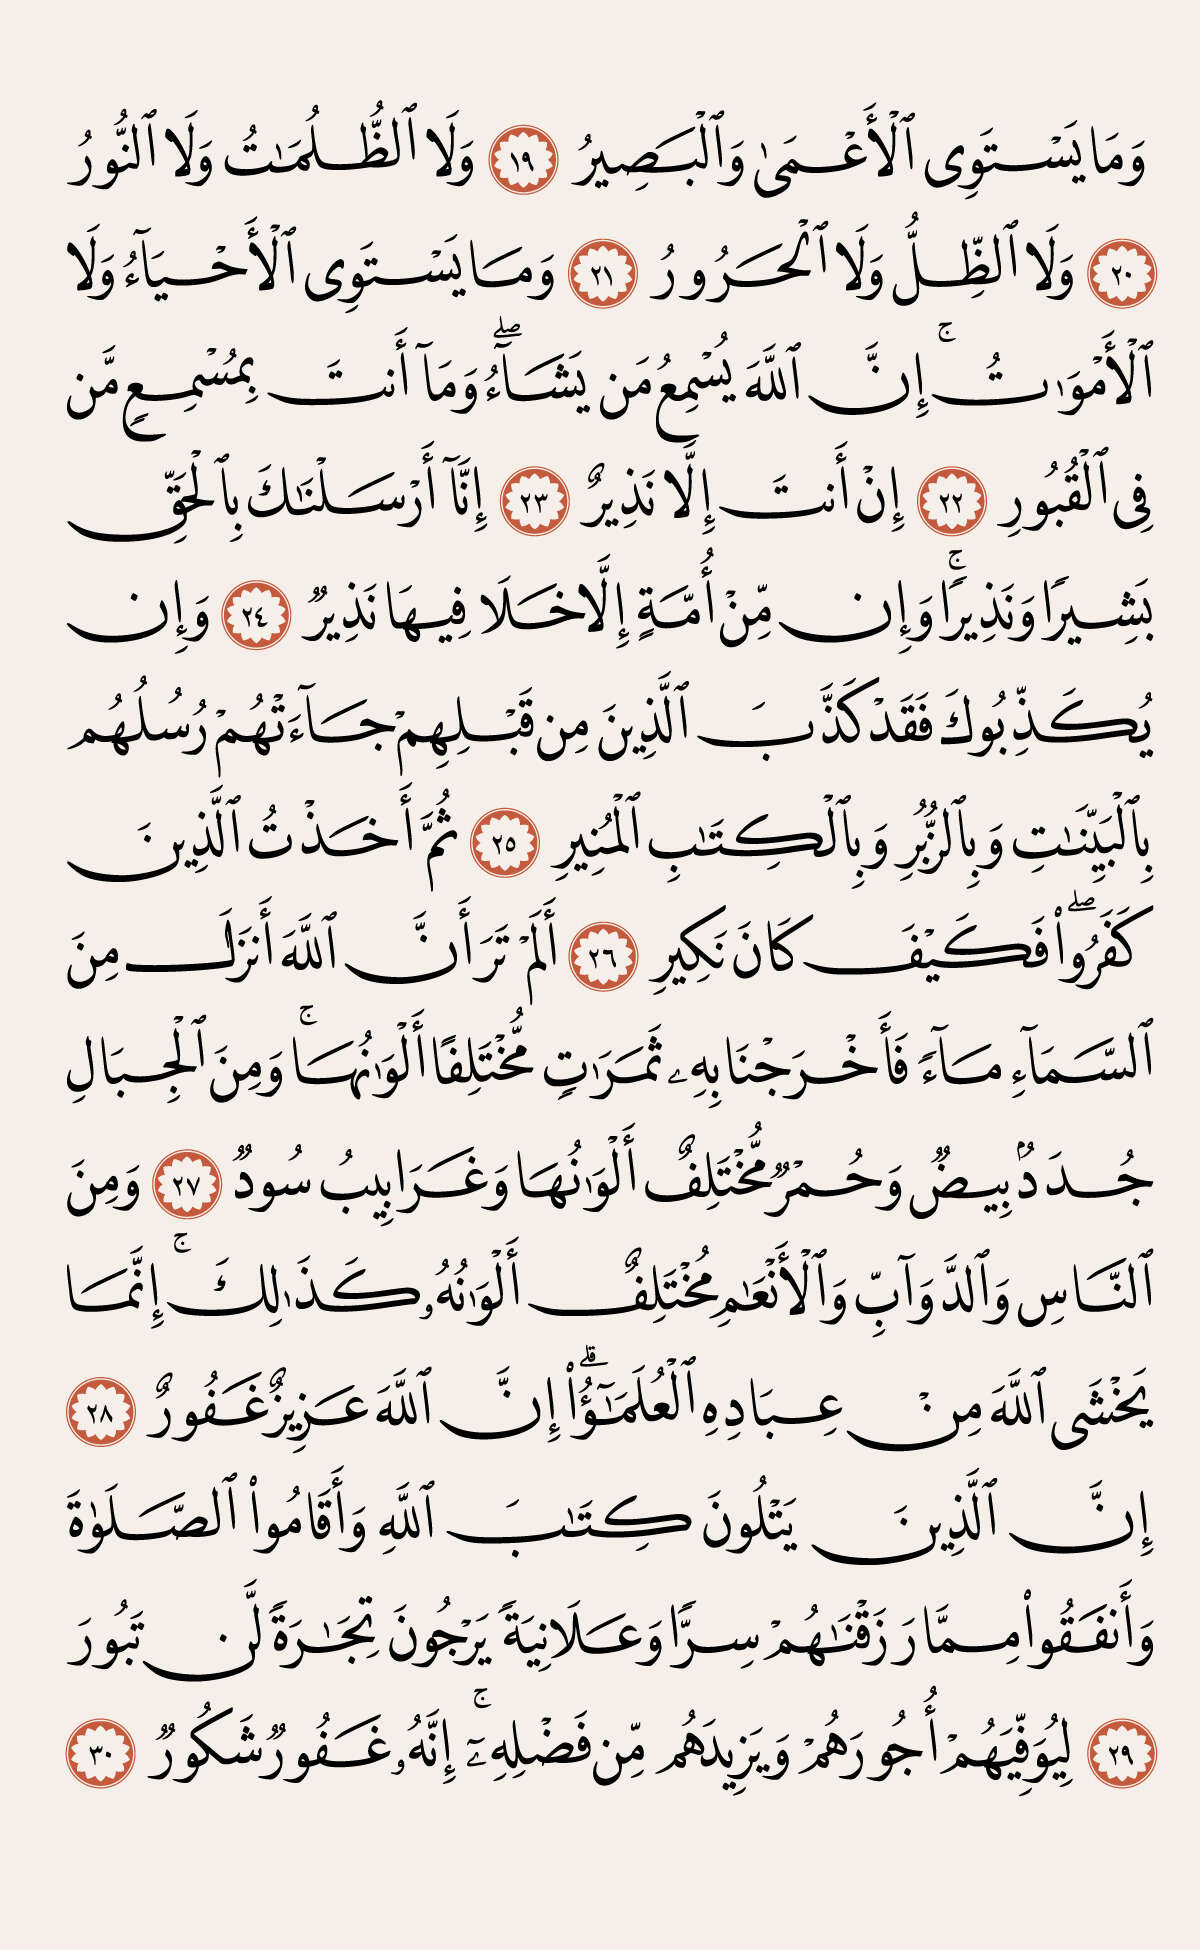 وَمَا يَسْتَوِى ٱلْأَعْمَىٰ وَٱلْبَصِيرُ ١٩ وَلَا ٱلظُّلُمَـٰتُ وَلَا ٱلنُّورُ
٢٠ وَلَا ٱلظِّلُّ وَلَا ٱلْحَرُورُ ٢١ وَمَا يَسْتَوِى ٱلْأَحْيَآءُ وَلَا
ٱلْأَمْوَٰتُ ۚ إِنَّ ٱللَّهَ يُسْمِعُ مَن يَشَآءُ ۖ وَمَآ أَنتَ بِمُسْمِعٍ مَّن
فِى ٱلْقُبُورِ ٢٢ إِنْ أَنتَ إِلَّا نَذِيرٌ ٢٣ إِنَّآ أَرْسَلْنَـٰكَ بِٱلْحَقِّ
بَشِيرًا وَنَذِيرًا ۚ وَإِن مِّنْ أُمَّةٍ إِلَّا خَلَا فِيهَا نَذِيرٌ ٢٤ وَإِن
يُكَذِّبُوكَ فَقَدْ كَذَّبَ ٱلَّذِينَ مِن قَبْلِهِمْ جَآءَتْهُمْ رُسُلُهُم
بِٱلْبَيِّنَـٰتِ وَبِٱلزُّبُرِ وَبِٱلْكِتَـٰبِ ٱلْمُنِيرِ ٢٥ ثُمَّ أَخَذْتُ ٱلَّذِينَ
كَفَرُوا۟ ۖ فَكَيْفَ كَانَ نَكِيرِ ٢٦ أَلَمْ تَرَ أَنَّ ٱللَّهَ أَنزَلَ مِنَ
ٱلسَّمَآءِ مَآءً فَأَخْرَجْنَا بِهِۦ ثَمَرَٰتٍ مُّخْتَلِفًا أَلْوَٰنُهَا ۚ وَمِنَ ٱلْجِبَالِ
جُدَدٌۢ بِيضٌ وَحُمْرٌ مُّخْتَلِفٌ أَلْوَٰنُهَا وَغَرَابِيبُ سُودٌ ٢٧ وَمِنَ
ٱلنَّاسِ وَٱلدَّوَآبِّ وَٱلْأَنْعَـٰمِ مُخْتَلِفٌ أَلْوَٰنُهُۥ كَذَٰلِكَ ۗ إِنَّمَا
يَخْشَى ٱللَّهَ مِنْ عِبَادِهِ ٱلْعُلَمَـٰٓؤُا۟ ۗ إِنَّ ٱللَّهَ عَزِيزٌ غَفُورٌ ٢٨
إِنَّ ٱلَّذِينَ يَتْلُونَ كِتَـٰبَ ٱللَّهِ وَأَقَامُوا۟ ٱلصَّلَوٰةَ
وَأَنفَقُوا۟ مِمَّا رَزَقْنَـٰهُمْ سِرًّا وَعَلَانِيَةً يَرْجُونَ تِجَـٰرَةً لَّن تَبُورَ
٢٩ لِيُوَفِّيَهُمْ أُجُورَهُمْ وَيَزِيدَهُم مِّن فَضْلِهِۦٓ ۚ إِنَّهُۥ غَفُورٌ شَكُورٌ ٣٠